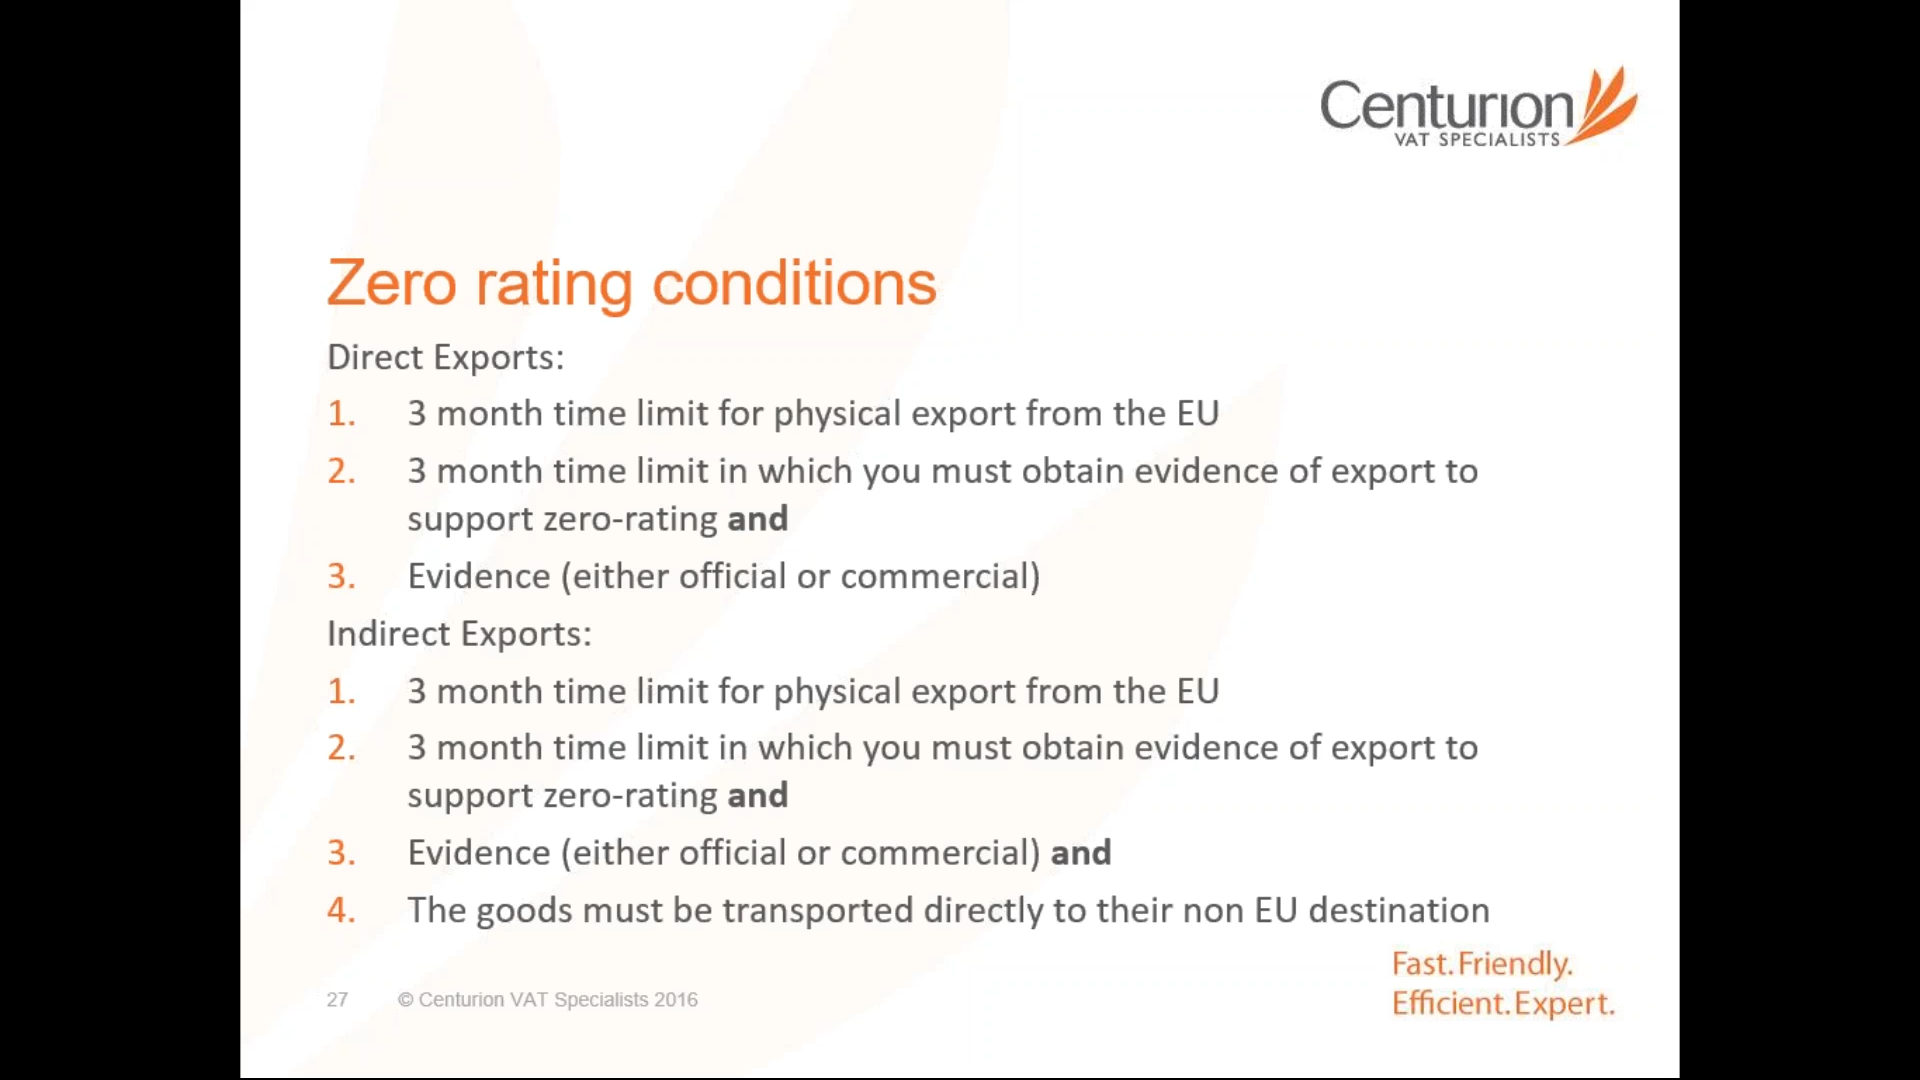 Centurion
VAT SPECIALISTS
Zero rating conditions
Direct Exports:
1. 3 month time limit for physical export from the EU
2. 3 month time limit in which you must obtain evidence of export to
support zero-rating and
3. Evidence (either official or commercial)
Indirect Exports:
1. 3 month time limit for physical export from the EU
2. 3 month time limit in which you must obtain evidence of export to
support zero-rating and
3. Evidence (either official or commercial) and
4. The goods must be transported directly to their non EU destination
Fast. Friendly.
Efficient. Expert.
27 © Centurion VAT Specialists 2016